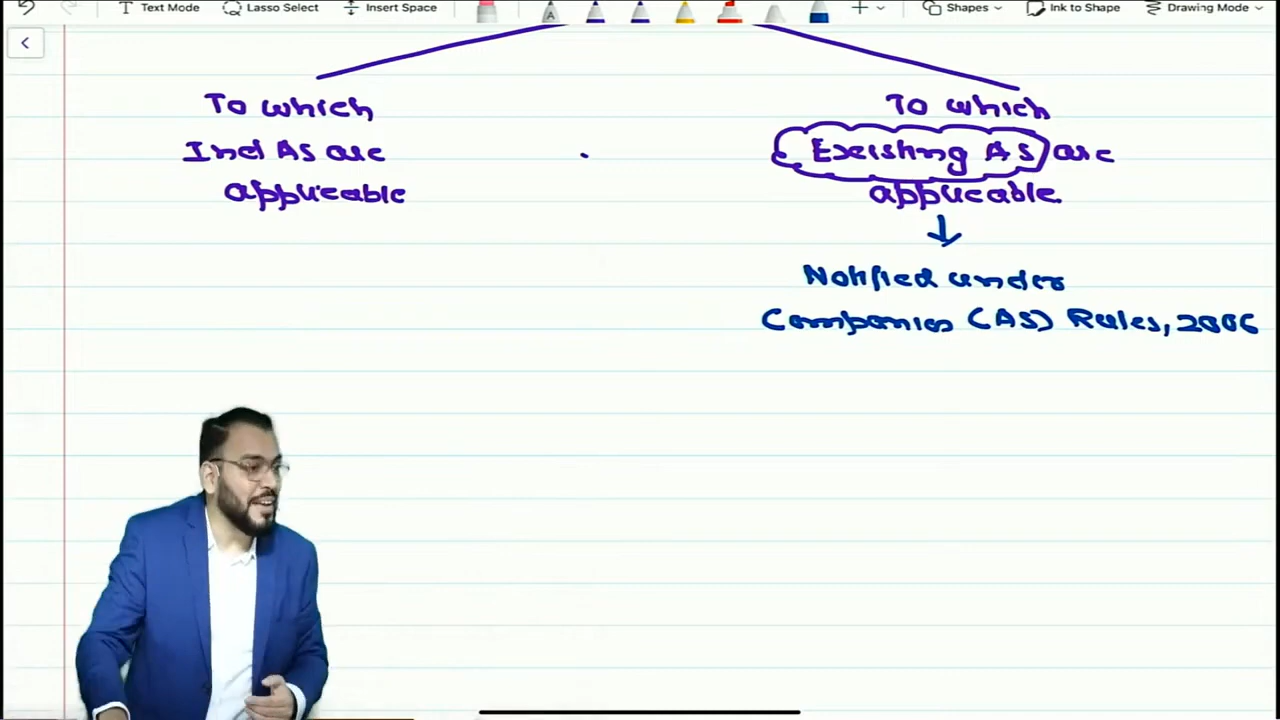 Text Mode
Lasso Select
Insert Space
Shapes
Ink to Shape
Drawing Mode
To which
Ind AS are
applicable
To which
Existing AS are
applicable.
Notified under
Companies (AS) Rules, 2006